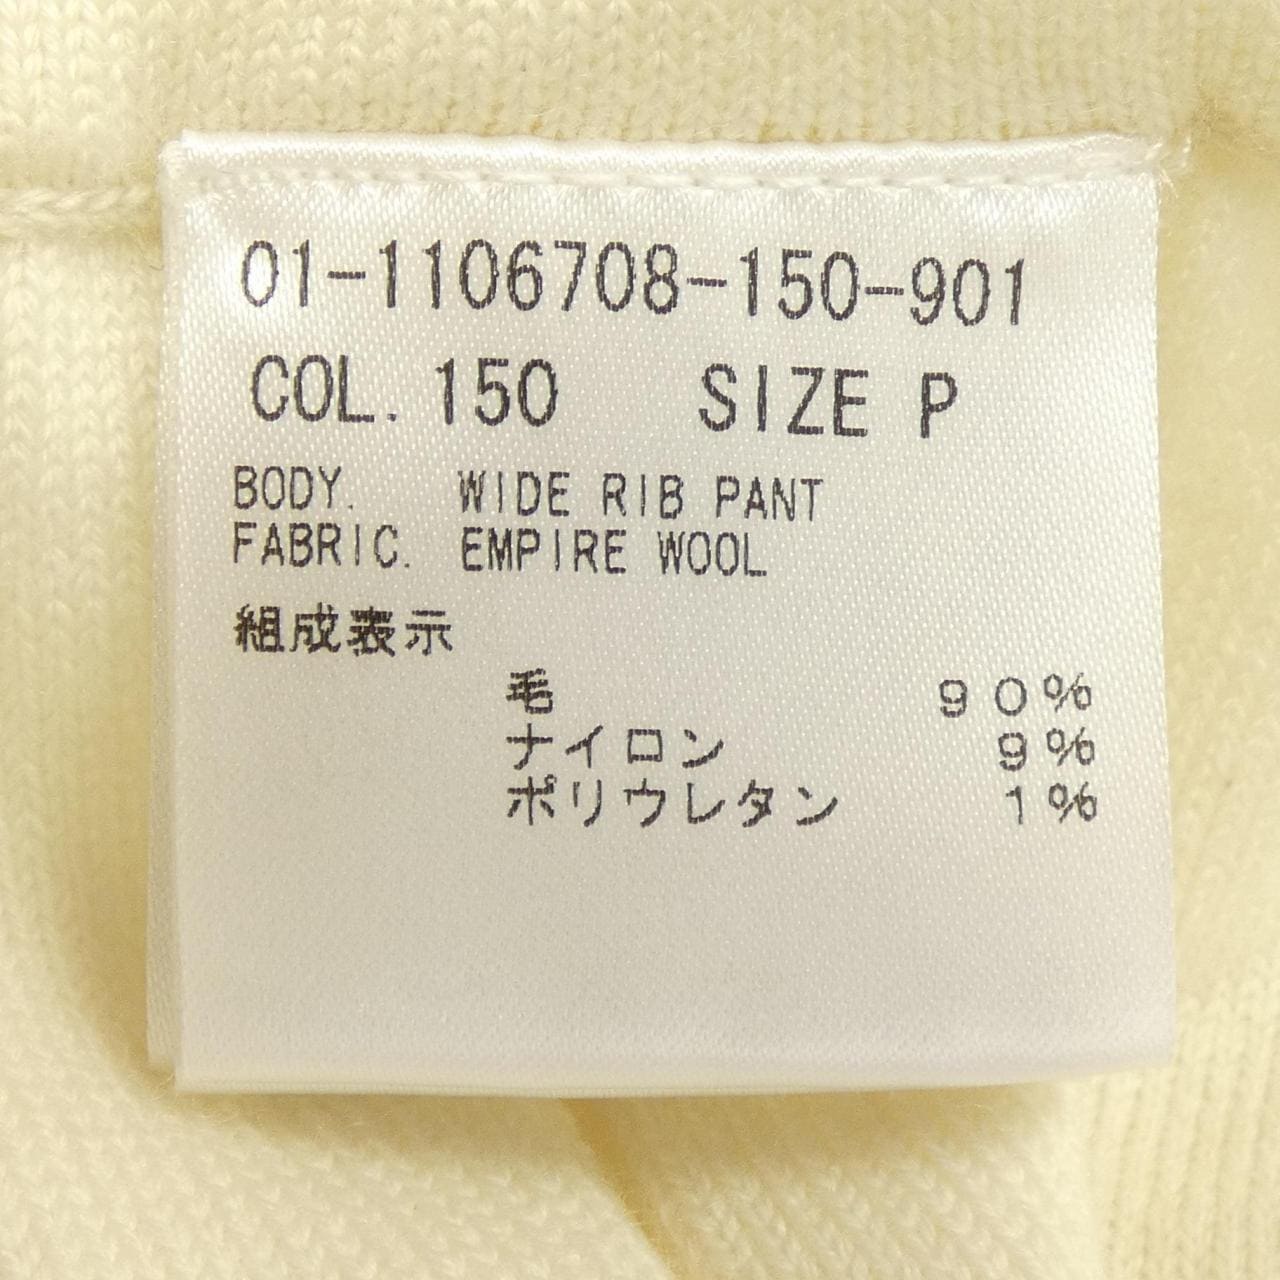 01-1106708-150-901
COL. 150 SIZE P
BODY. WIDE RIB PANT
FABRIC. EMPIRE WOOL
組成表示
毛 90%
ナイロン 9%
ポリウレタン 1%